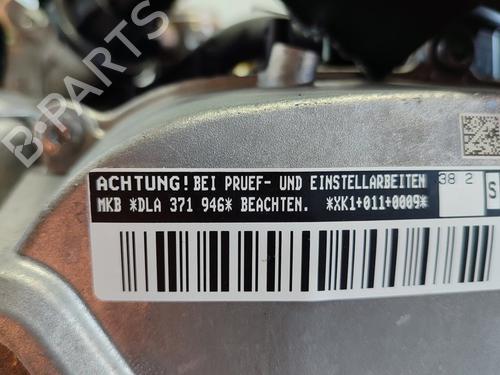 B-PARTS
38 2
S
ACHTUNG! BEI PRUEF- UND EINSTELLARBEITEN
MKB *DLA 371 946* BEACHTEN. *XK1+011+0009*